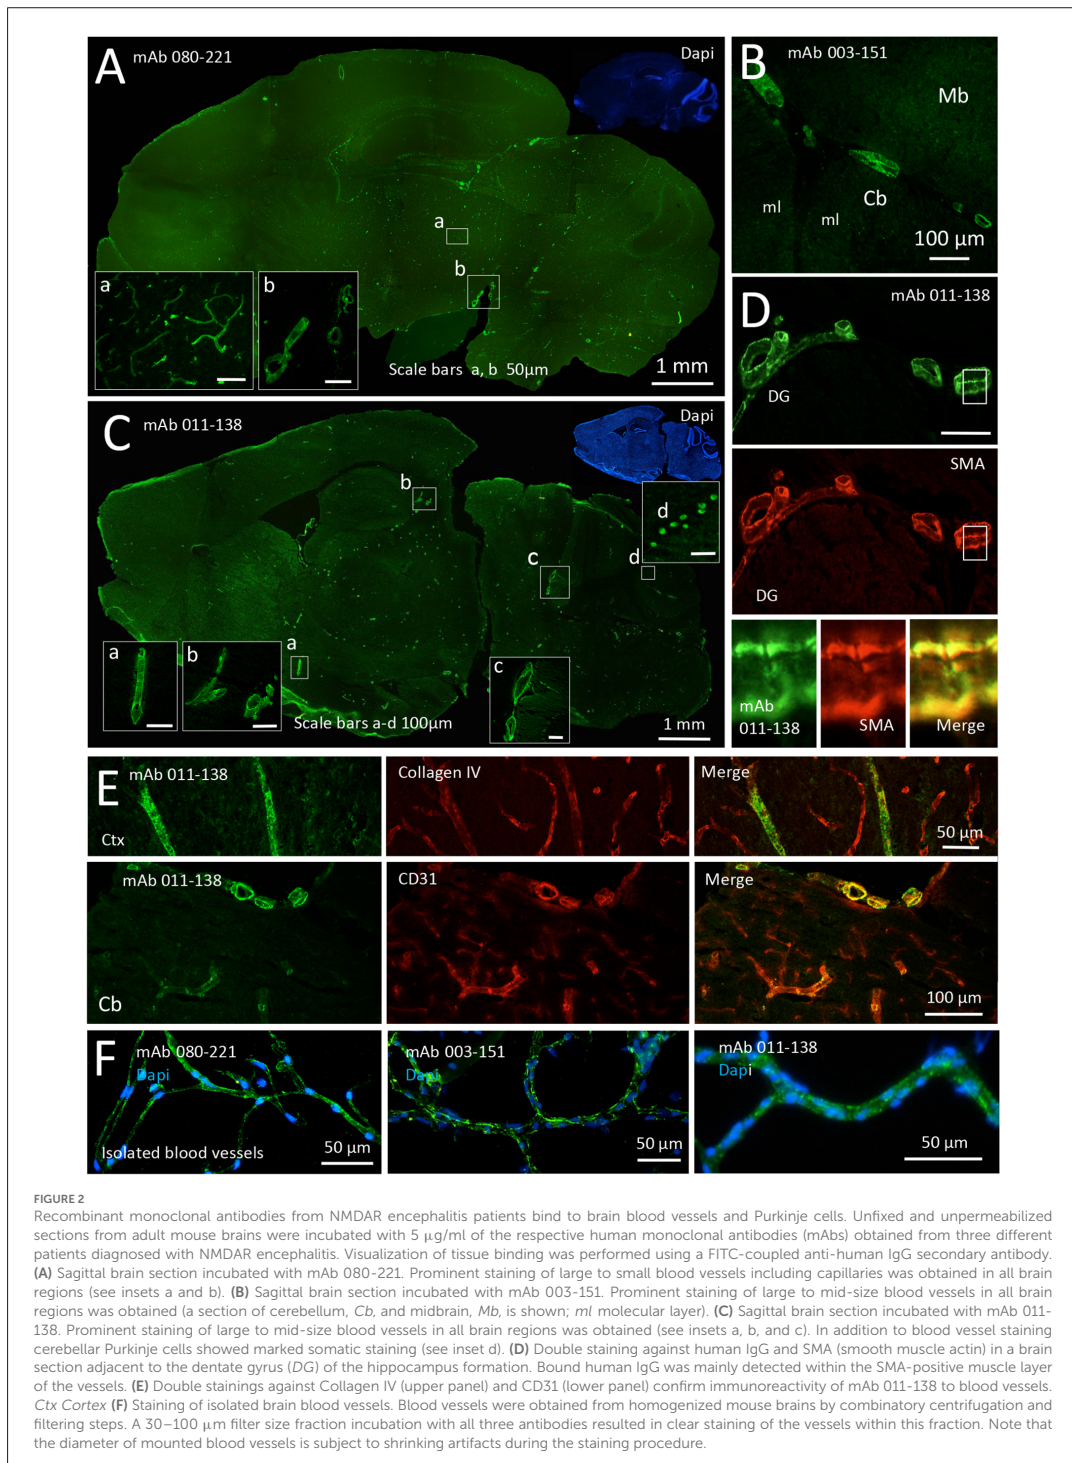 A mAb 080-221
Dapi
a
b
a
b
Scale bars a, b 50µm
1 mm
B mAb 003-151
Mb
Cb
ml
ml
100 µm
C mAb 011-138
Dapi
b
d
c
d
a
b
a
c
Scale bars a-d 100µm
1 mm
D mAb 011-138
DG
SMA
DG
mAb
011-138
SMA
Merge
E mAb 011-138
Ctx
Collagen IV
Merge
50 µm
mAb 011-138
Cb
CD31
Merge
100 µm
F mAb 080-221
Dapi
Isolated blood vessels
50 µm
mAb 003-151
Dapi
50 µm
mAb 011-138
Dapi
50 µm
FIGURE 2
Recombinant monoclonal antibodies from NMDAR encephalitis patients bind to brain blood vessels and Purkinje cells. Unfixed and unpermeabilized
sections from adult mouse brains were incubated with 5 µg/ml of the respective human monoclonal antibodies (mAbs) obtained from three different
patients diagnosed with NMDAR encephalitis. Visualization of tissue binding was performed using a FITC-coupled anti-human IgG secondary antibody.
(A) Sagittal brain section incubated with mAb 080-221. Prominent staining of large to small blood vessels including capillaries was obtained in all brain
regions (see insets a and b). (B) Sagittal brain section incubated with mAb 003-151. Prominent staining of large to mid-size blood vessels in all brain
regions was obtained (a section of cerebellum, Cb, and midbrain, Mb, is shown; ml molecular layer). (C) Sagittal brain section incubated with mAb 011-
138. Prominent staining of large to mid-size blood vessels in all brain regions was obtained (see insets a, b, and c). In addition to blood vessel staining
cerebellar Purkinje cells showed marked somatic staining (see inset d). (D) Double staining against human IgG and SMA (smooth muscle actin) in a brain
section adjacent to the dentate gyrus (DG) of the hippocampus formation. Bound human IgG was mainly detected within the SMA-positive muscle layer
of the vessels. (E) Double stainings against Collagen IV (upper panel) and CD31 (lower panel) confirm immunoreactivity of mAb 011-138 to blood vessels.
Ctx Cortex (F) Staining of isolated brain blood vessels. Blood vessels were obtained from homogenized mouse brains by combinatory centrifugation and
filtering steps. A 30–100 µm filter size fraction incubation with all three antibodies resulted in clear staining of the vessels within this fraction. Note that
the diameter of mounted blood vessels is subject to shrinking artifacts during the staining procedure.